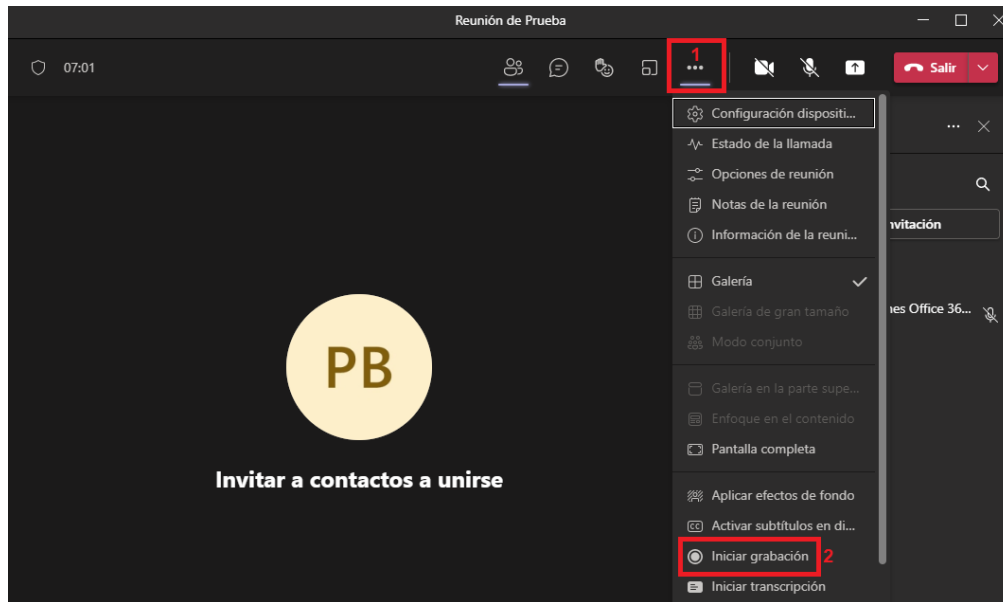 Reunión de Prueba
07:01
1
Salir
Configuración dispositi...
Estado de la llamada
Opciones de reunión
Notas de la reunión
nvitación
Información de la reuni...
Galería
nes Office 36...
Galería de gran tamaño
Modo conjunto
PB
Galería en la parte supe...
Enfoque en el contenido
Pantalla completa
Invitar a contactos a unirse
Aplicar efectos de fondo
CC Activar subtítulos en di...
Iniciar grabación 2
Iniciar transcripción